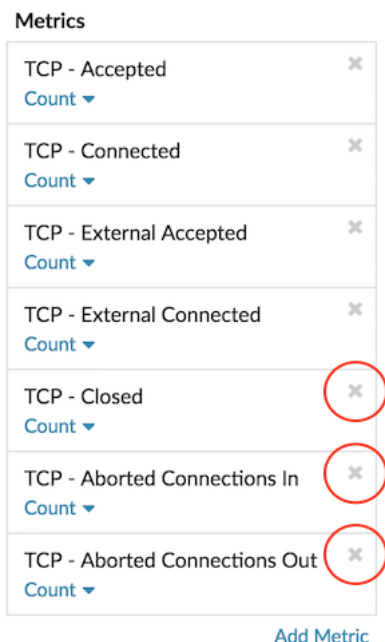 Metrics
TCP - Accepted
Count
TCP - Connected
Count
TCP - External Accepted
Count
TCP - External Connected
Count
TCP - Closed
Count
TCP - Aborted Connections In
Count
TCP - Aborted Connections Out
Count
Add Metric